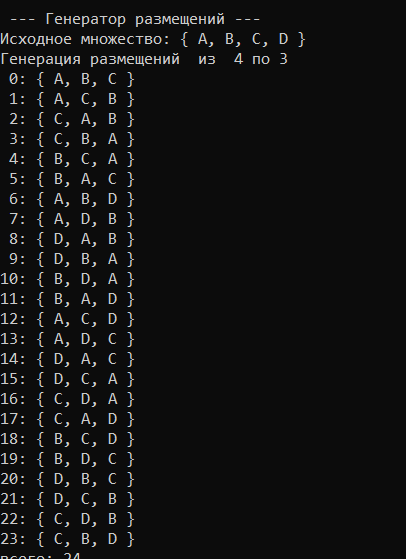 --- Генератор размещений ---
Исходное множество: { A, B, C, D }
Генерация размещений  из  4 по 3
 0: { A, B, C }
 1: { A, C, B }
 2: { C, A, B }
 3: { C, B, A }
 4: { B, C, A }
 5: { B, A, C }
 6: { A, B, D }
 7: { A, D, B }
 8: { D, A, B }
 9: { D, B, A }
10: { B, D, A }
11: { B, A, D }
12: { A, C, D }
13: { A, D, C }
14: { D, A, C }
15: { D, C, A }
16: { C, D, A }
17: { C, A, D }
18: { B, C, D }
19: { B, D, C }
20: { D, B, C }
21: { D, C, B }
22: { C, D, B }
23: { C, B, D }
всего: 24